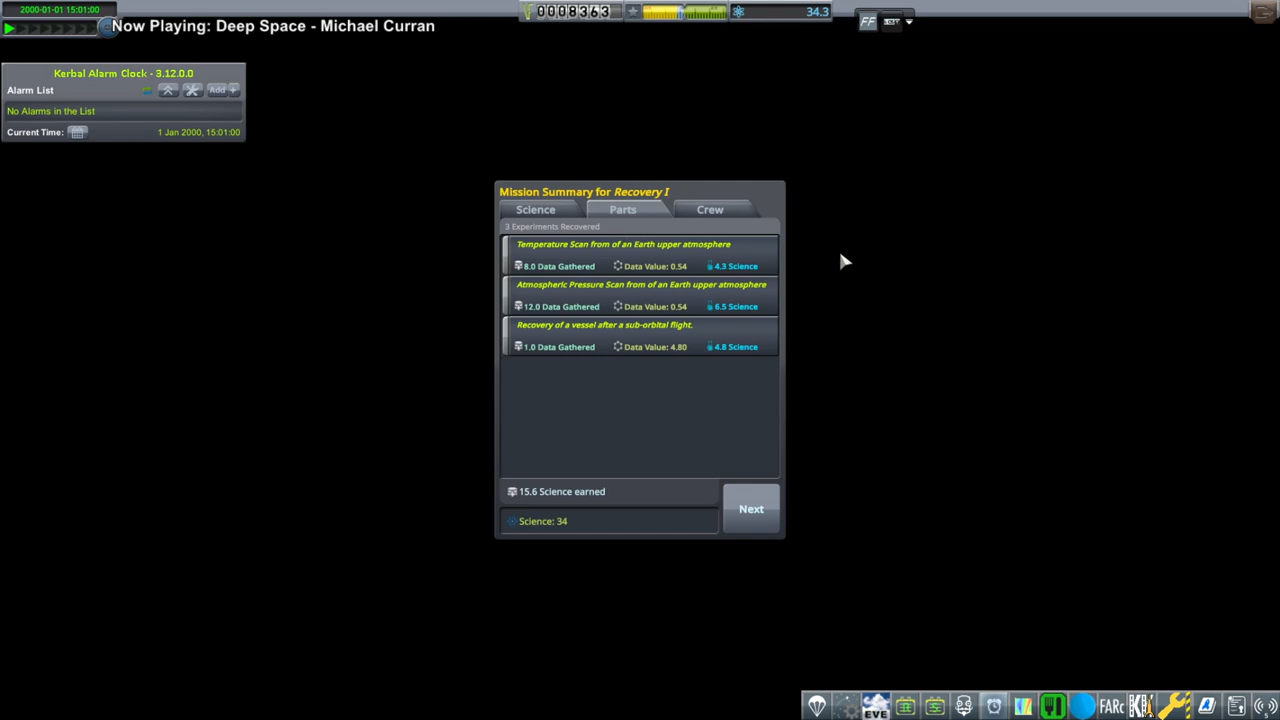 2000-01-01 15:01:00
Now Playing: Deep Space - Michael Curran
0008363
34.3
FF
Kerbal Alarm Clock - 3.12.0.0
Alarm List
Add +
No Alarms in the List
Current Time:
1 Jan 2000, 15:01:00
Mission Summary for Recovery I
Science Parts Crew
3 Experiments Recovered
Temperature Scan from of an Earth upper atmosphere
8.0 Data Gathered Data Value: 0.54 4.3 Science
Atmospheric Pressure Scan from of an Earth upper atmosphere
12.0 Data Gathered Data Value: 0.54 6.5 Science
Recovery of a vessel after a sub-orbital flight.
1.0 Data Gathered Data Value: 4.80 4.8 Science
15.6 Science earned
Next
Science: 34
EVE
R
S
FARc